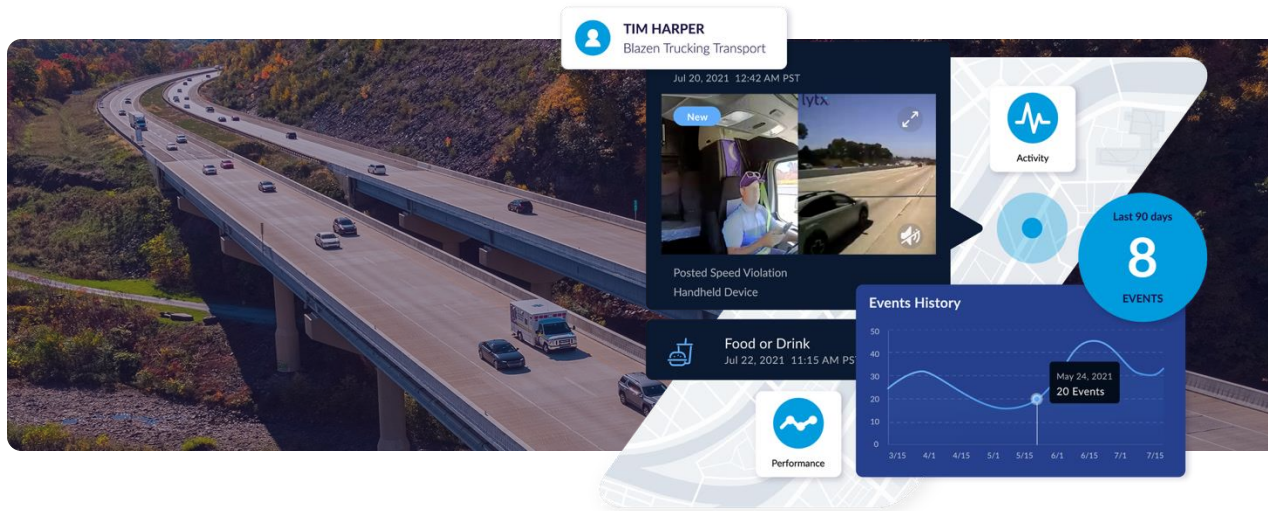 TIM HARPER
Blazen Trucking Transport
Jul 20, 2021 12:42 AM PST
New
lytx
Posted Speed Violation
Handheld Device
Food or Drink
Jul 22, 2021 11:15 AM PST
Activity
Last 90 days
8
EVENTS
Events History
50
40
30
20
10
0
May 24, 2021
20 Events
3/15 4/1 4/15 5/1 5/15 6/1 6/15 7/1 7/15
Performance